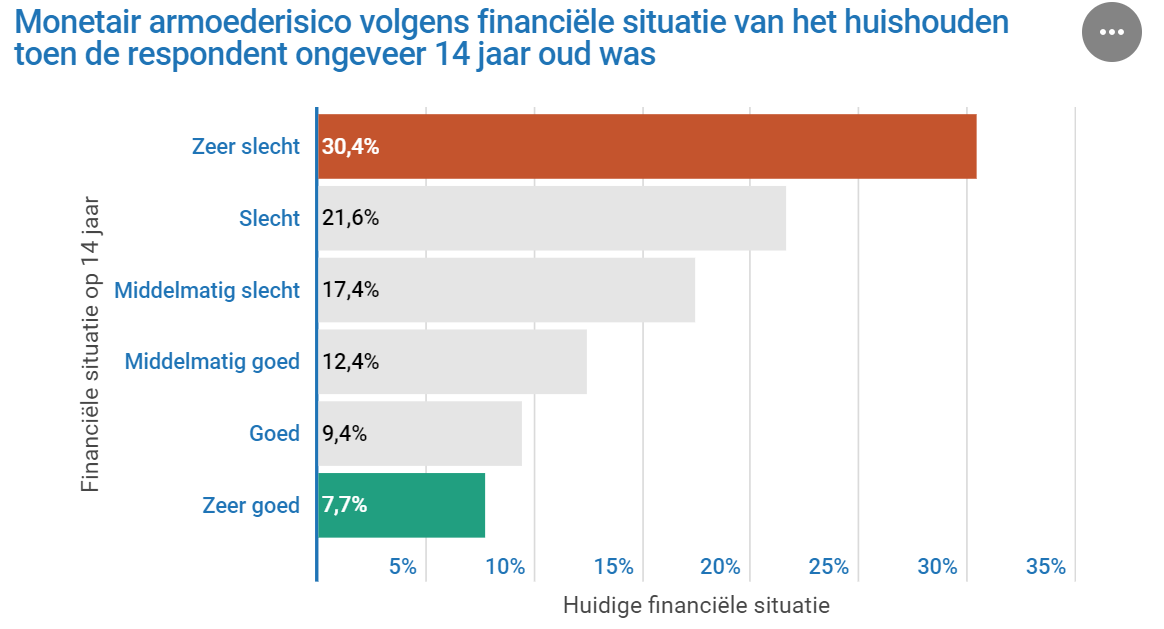 Monetair armoederisico volgens financiële situatie van het huishouden
toen de respondent ongeveer 14 jaar oud was
Financiële situatie op 14 jaar
Zeer slecht 30,4%
Slecht 21,6%
Middelmatig slecht 17,4%
Middelmatig goed 12,4%
Goed 9,4%
Zeer goed 7,7%
5% 10% 15% 20% 25% 30% 35%
Huidige financiële situatie